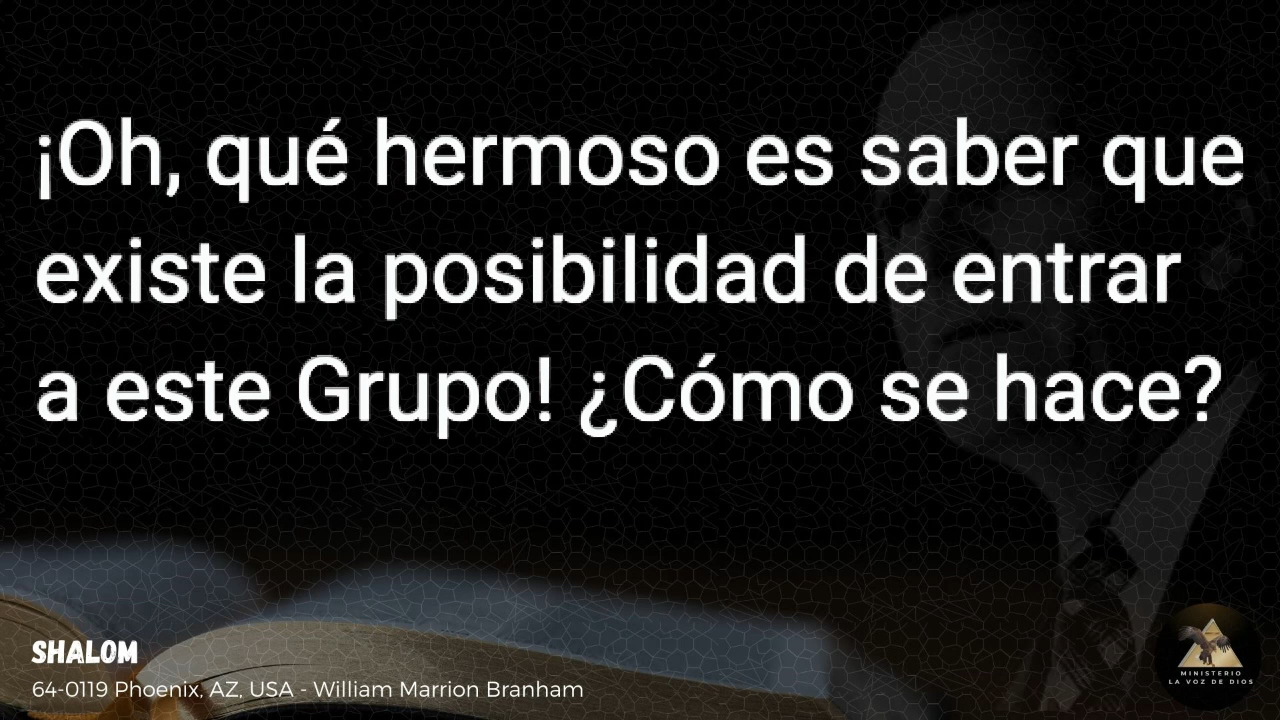 ¡Oh, qué hermoso es saber que
existe la posibilidad de entrar
a este Grupo! ¿Cómo se hace?
SHALOM
64-0119 Phoenix, AZ, USA - William Marrion Branham
MINISTERIO
LA VOZ DE DIOS